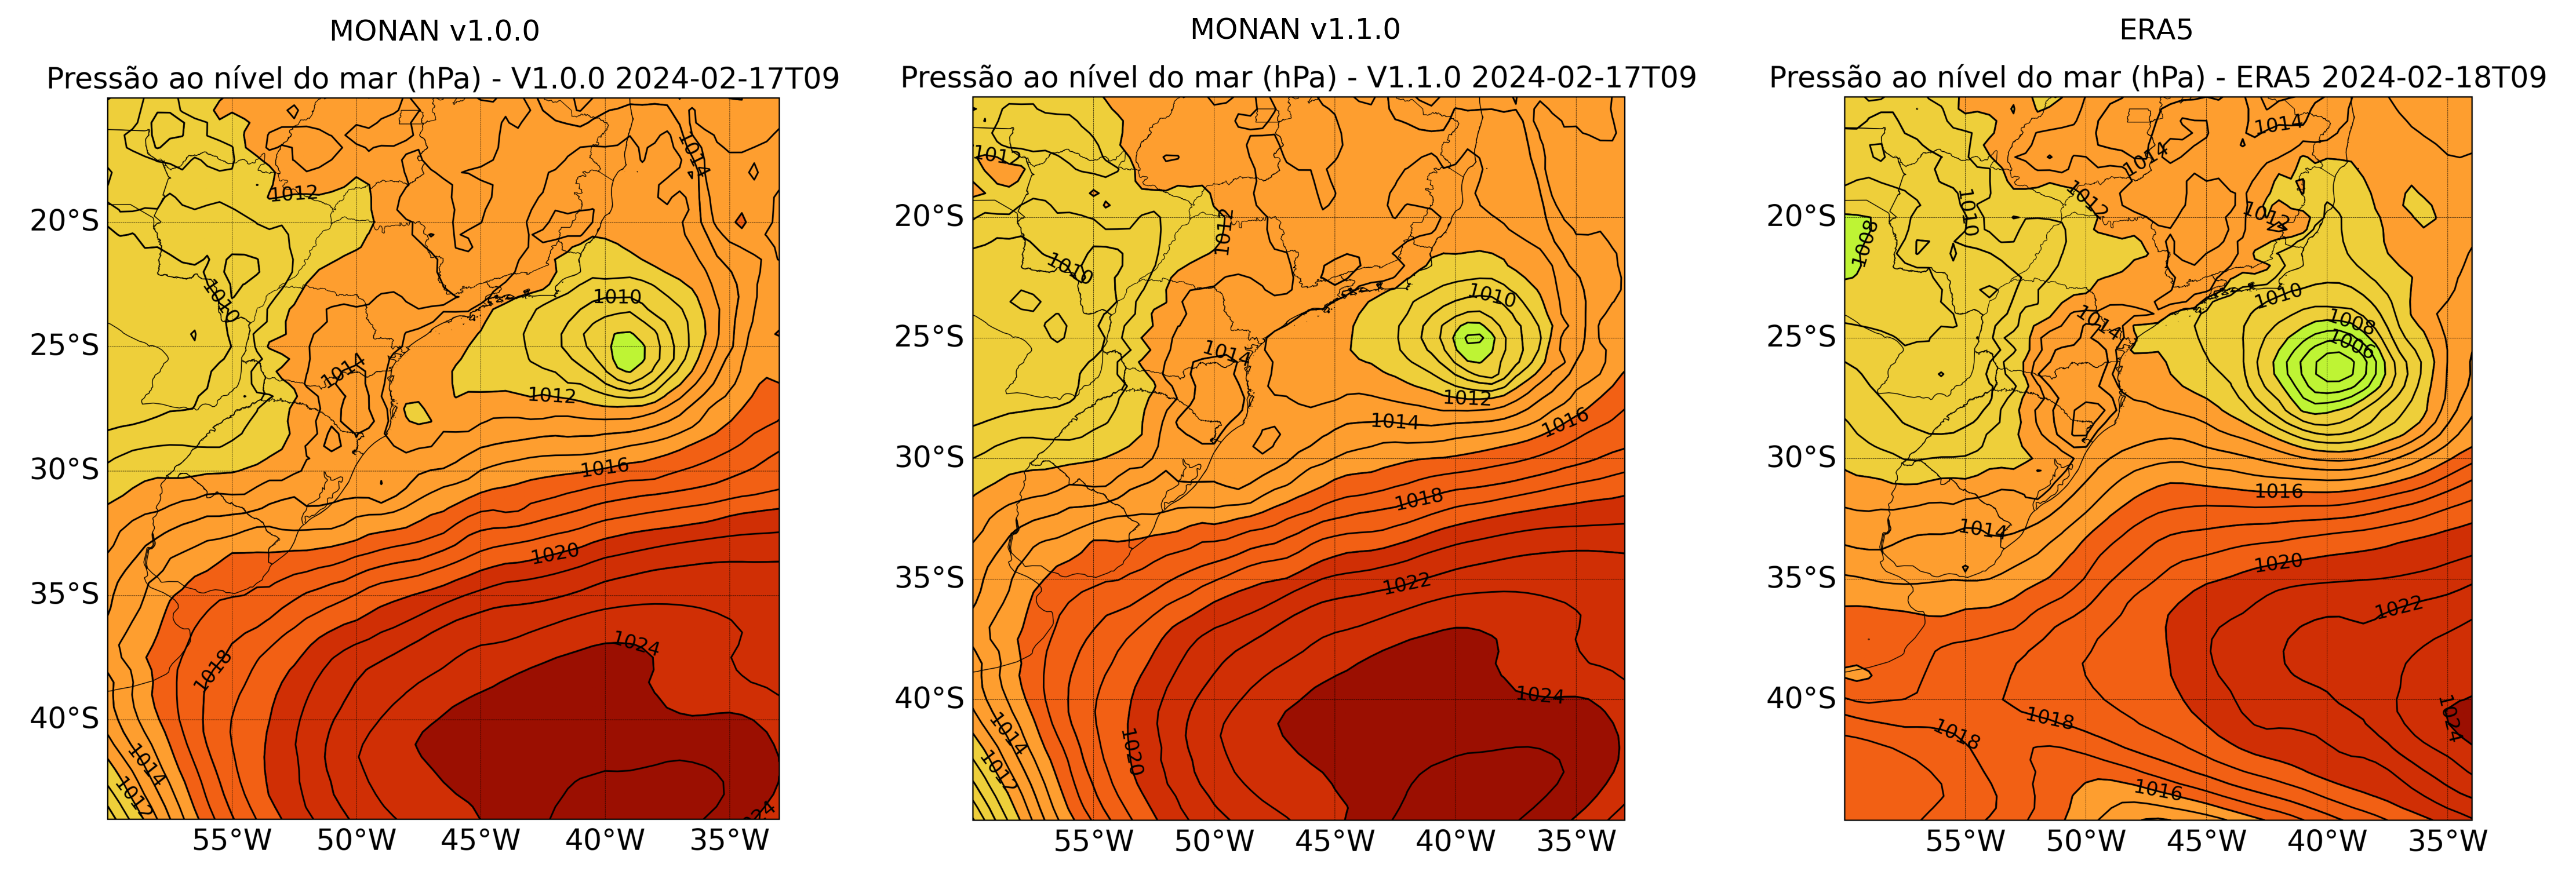 MONAN v1.0.0
Pressão ao nível do mar (hPa) - V1.0.0 2024-02-17T09
1014
1012
20°S
1010
1010
25°S
1014
1012
30°S
1016
1020
35°S
1024
1018
40°S
1014
1012
1024
55°W 50°W 45°W 40°W 35°W
MONAN v1.1.0
Pressão ao nível do mar (hPa) - V1.1.0 2024-02-17T09
1012
20°S
1012
1010
1010
25°S
1014
1012
1014
1016
30°S
1018
35°S
1022
40°S
1024
1014
1020
1012
55°W 50°W 45°W 40°W 35°W
ERA5
Pressão ao nível do mar (hPa) - ERA5 2024-02-18T09
1014
1014
1012
1010
1012
20°S
1008
1010
1014
1008
1006
25°S
30°S
1016
1014
1020
35°S
1022
40°S
1018
1018
1024
1016
55°W 50°W 45°W 40°W 35°W